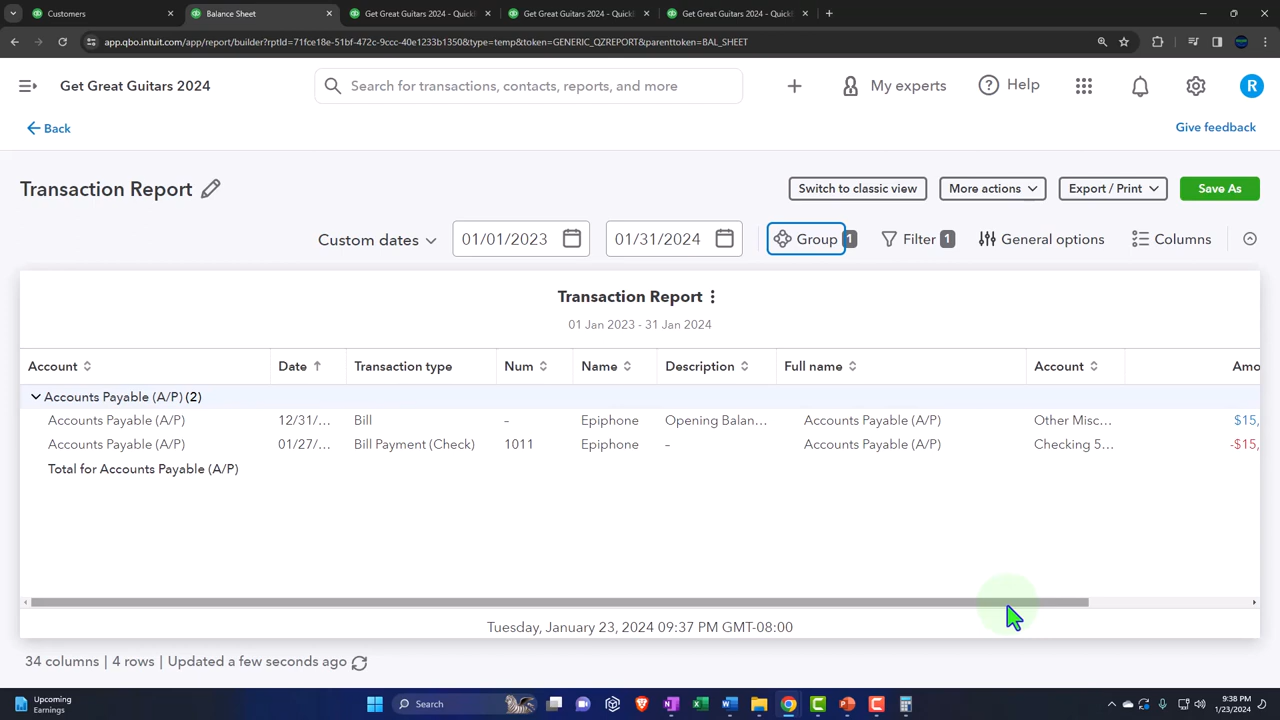 Customers
Balance Sheet
Get Great Guitars 2024 - Quick
Get Great Guitars 2024 - Quick
Get Great Guitars 2024 - Quick
app.qbo.intuit.com/app/report/builder?rptId=71fce18e-51bf-472c-9ccc-40e1233b1350&type=temp&token=GENERIC_QZREPORT&parenttoken=BAL_SHEET
Get Great Guitars 2024
Search for transactions, contacts, reports, and more
My experts
Help
R
Back
Give feedback
Transaction Report
Switch to classic view
More actions
Export / Print
Save As
Custom dates
01/01/2023
01/31/2024
Group 1
Filter 1
General options
Columns
Transaction Report
01 Jan 2023 - 31 Jan 2024
Account Date Transaction type Num Name Description Full name Account Amo
Accounts Payable (A/P) (2)
Accounts Payable (A/P) 12/31/... Bill - Epiphone Opening Balan... Accounts Payable (A/P) Other Misc... $15,
Accounts Payable (A/P) 01/27/... Bill Payment (Check) 1011 Epiphone - Accounts Payable (A/P) Checking 5... -$15,
Total for Accounts Payable (A/P)
Tuesday, January 23, 2024 09:37 PM GMT-08:00
34 columns | 4 rows | Updated a few seconds ago
Upcoming
Earnings
Search
9:38 PM
1/23/2024